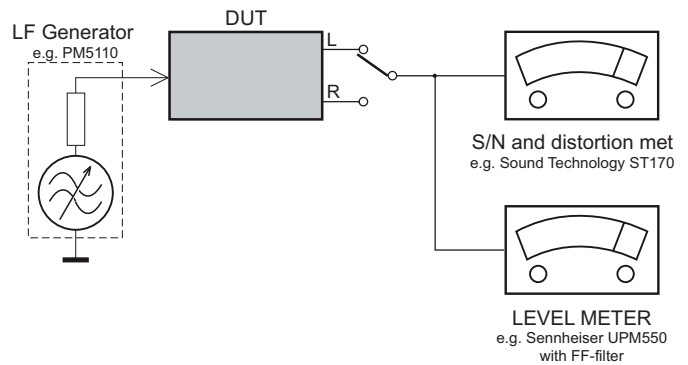 LF Generator
e.g. PM5110
DUT
L
R
S/N and distortion met
e.g. Sound Technology ST170
LEVEL METER
e.g. Sennheiser UPM550
with FF-filter